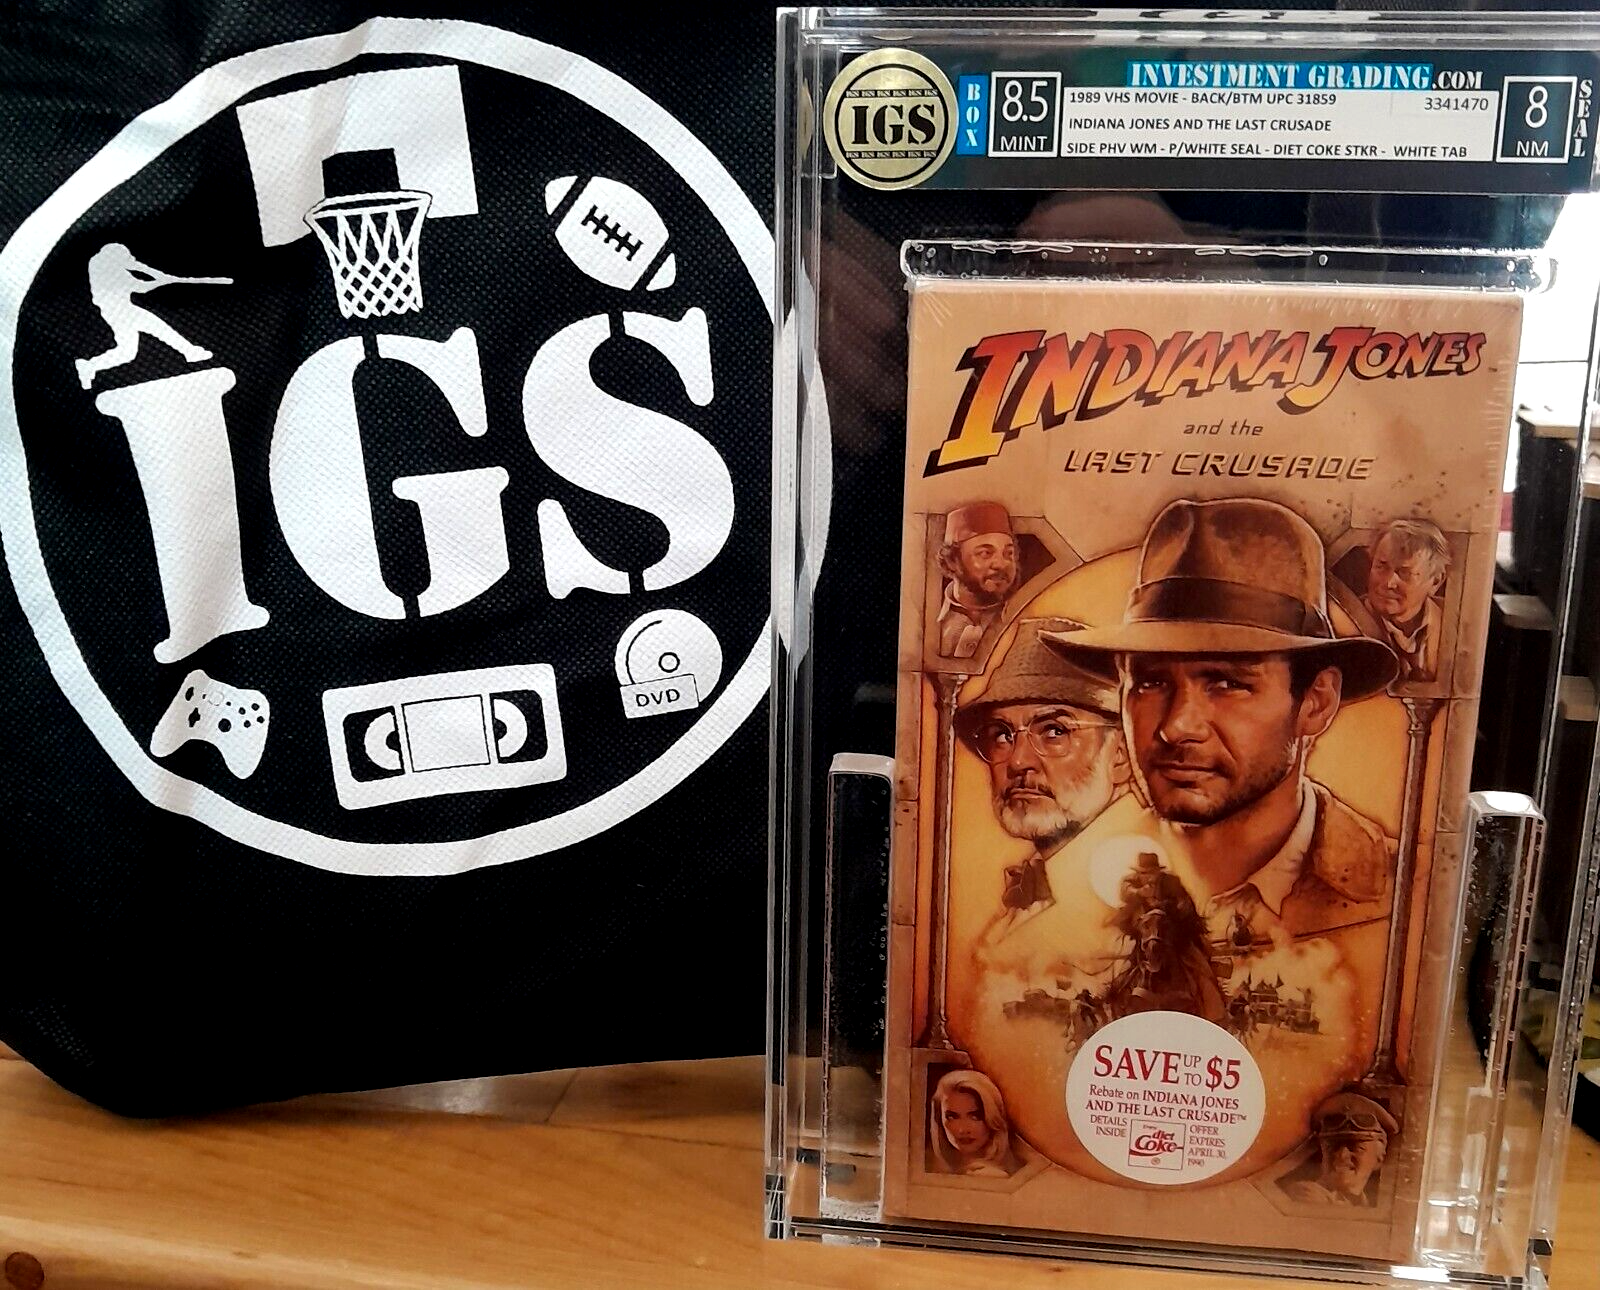 IGS
DVD
IGS
BOX
8.5
MINT
INVESTMENT GRADING.COM
1989 VHS MOVIE - BACK/BTM UPC 31859 3341470
INDIANA JONES AND THE LAST CRUSADE
SIDE PHV WM - P/WHITE SEAL - DIET COKE STKR - WHITE TAB
8
NM
SEAL
INDIANA JONES
and the
LAST CRUSADE
SAVE UP TO $5
Rebate on INDIANA JONES
AND THE LAST CRUSADE™
DETAILS INSIDE
diet Coke ®
OFFER EXPIRES APRIL 30, 1990